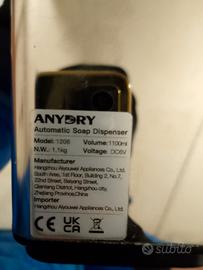 ANYDRY
Automatic Soap Dispenser
Model: 1206 Volume: 1100ml
N.W.: 1.1kg Voltage: DC6V
Manufacturer
Hangzhou Aiyouwei Appliances Co., Ltd.
South Area, 1st Floor, Building 2, No.7,
22nd Street, Baiyang Street,
Qiantang District, Hangzhou City,
Zhejiang Province, China
Importer
Hangzhou Aiyouwei Appliances Co., Ltd.
CE UK CA
subito